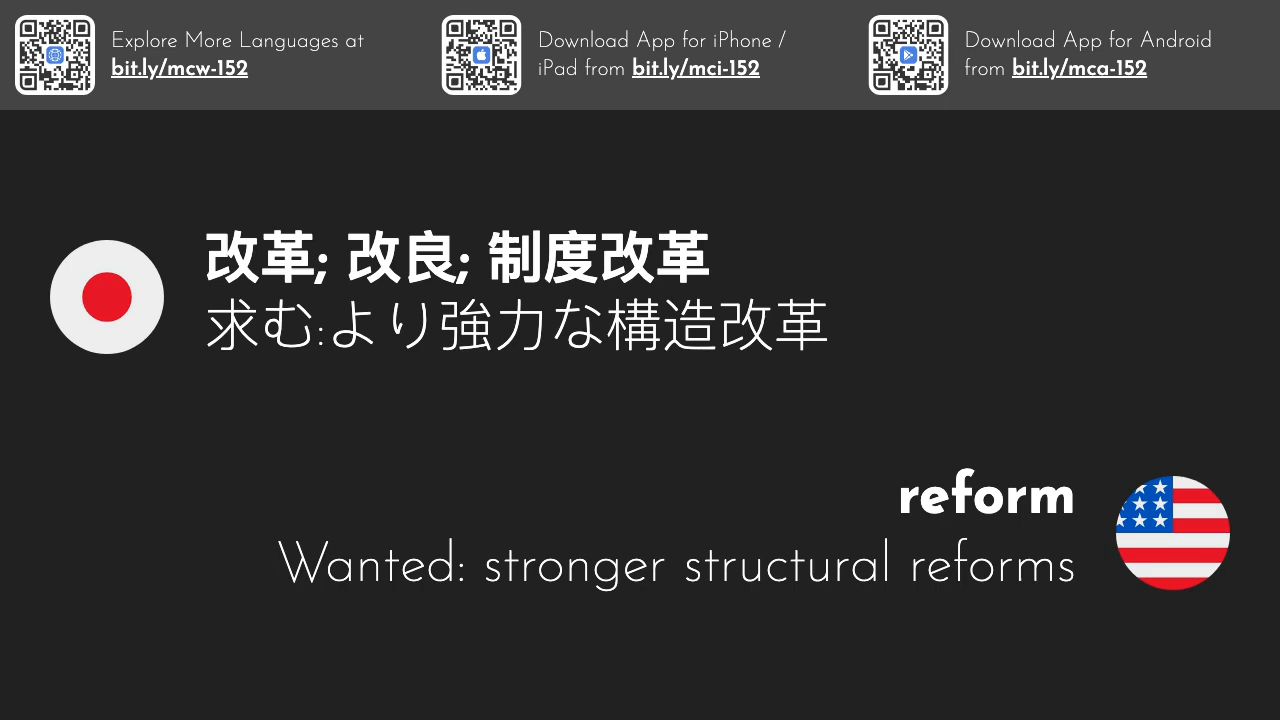 Explore More Languages at
bit.ly/mcw-152
Download App for iPhone /
iPad from bit.ly/mci-152
Download App for Android
from bit.ly/mca-152
改革; 改良; 制度改革
求む:より強力な構造改革
reform
Wanted: stronger structural reforms